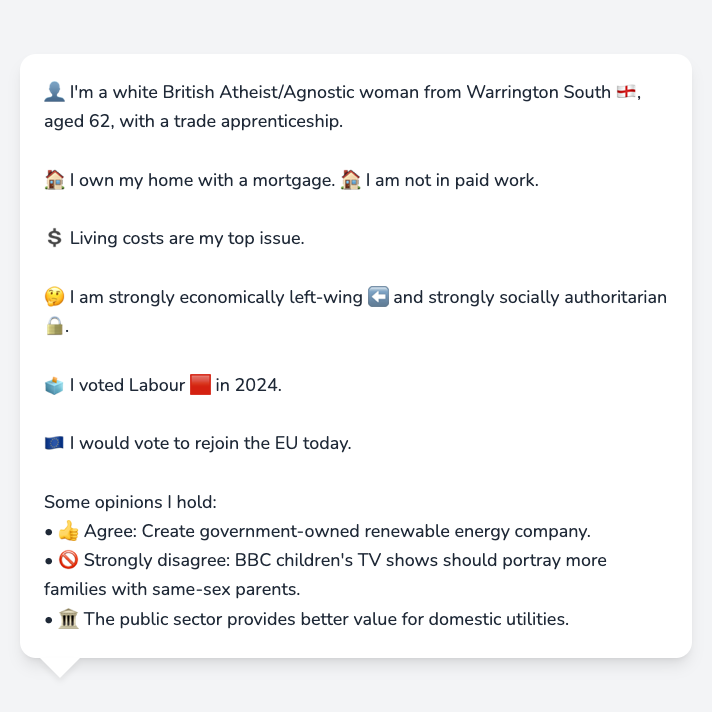 👤 I'm a white British Atheist/Agnostic woman from Warrington South 🏴󠁧󠁢󠁥󠁮󠁧󠁿,
aged 62, with a trade apprenticeship.
🏠 I own my home with a mortgage. 🏠 I am not in paid work.
💲 Living costs are my top issue.
🤔 I am strongly economically left-wing ⬅️ and strongly socially authoritarian
🔒.
🗳️ I voted Labour 🟥 in 2024.
🇪🇺 I would vote to rejoin the EU today.
Some opinions I hold:
• 👍 Agree: Create government-owned renewable energy company.
• 🚫 Strongly disagree: BBC children's TV shows should portray more
families with same-sex parents.
• 🏛️ The public sector provides better value for domestic utilities.